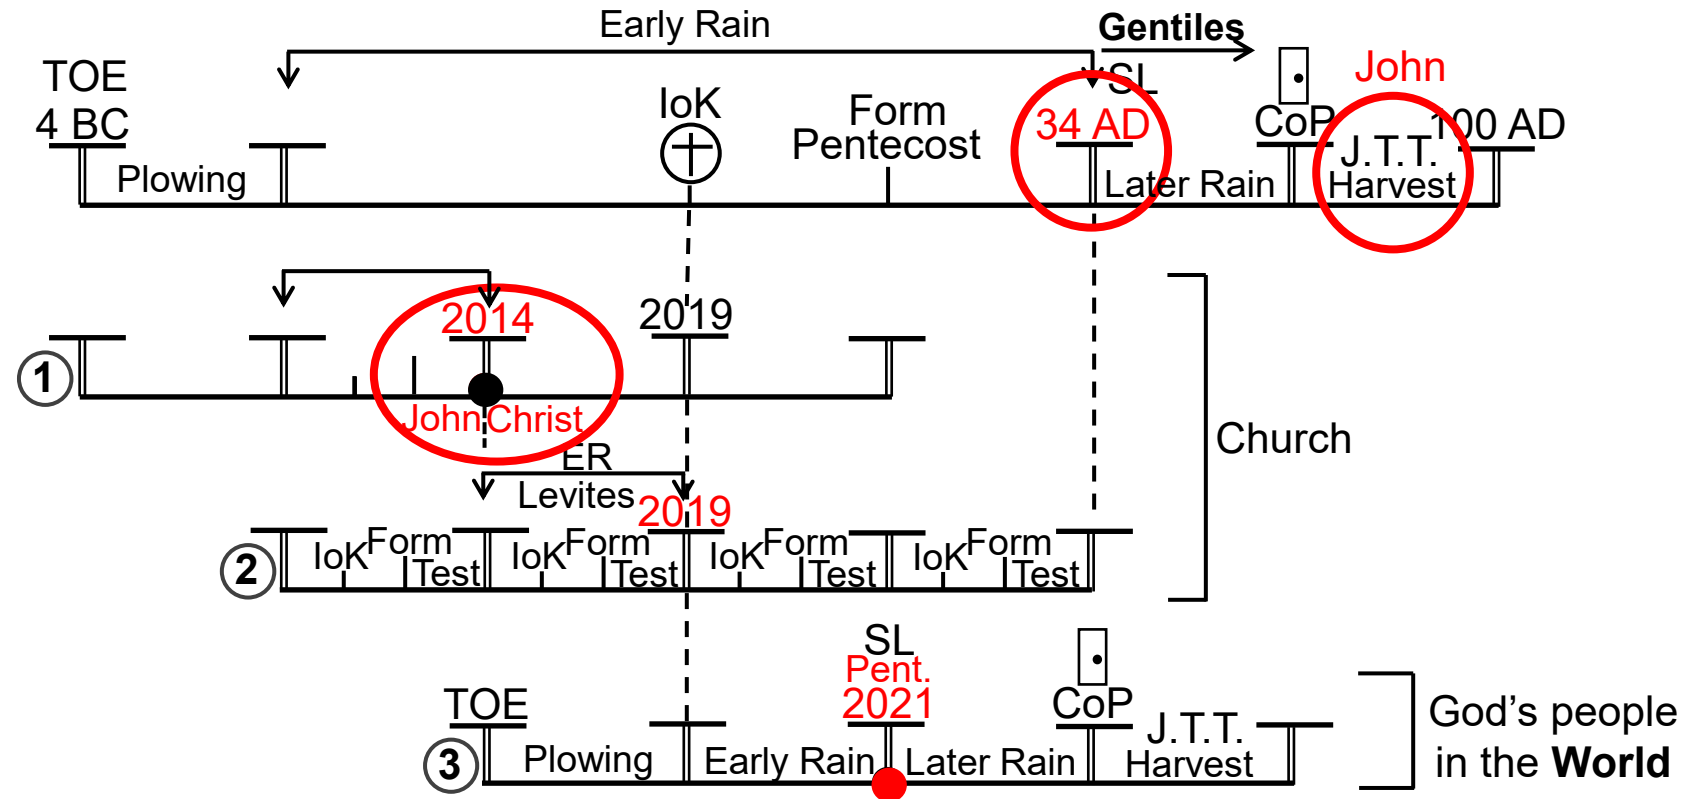 Early Rain
Gentiles
TOE
4 BC
Plowing
IoK
Form
Pentecost
SL
34 AD
Later Rain
CoP
John
J.T.T.
Harvest
100 AD
1
2014
John Christ
2019
Church
ER
Levites
2019
2
IoK Form Test
IoK Form Test
IoK Form Test
IoK Form Test
3
TOE
Plowing
Early Rain
SL
Pent.
2021
Later Rain
CoP
J.T.T.
Harvest
God's people
in the World